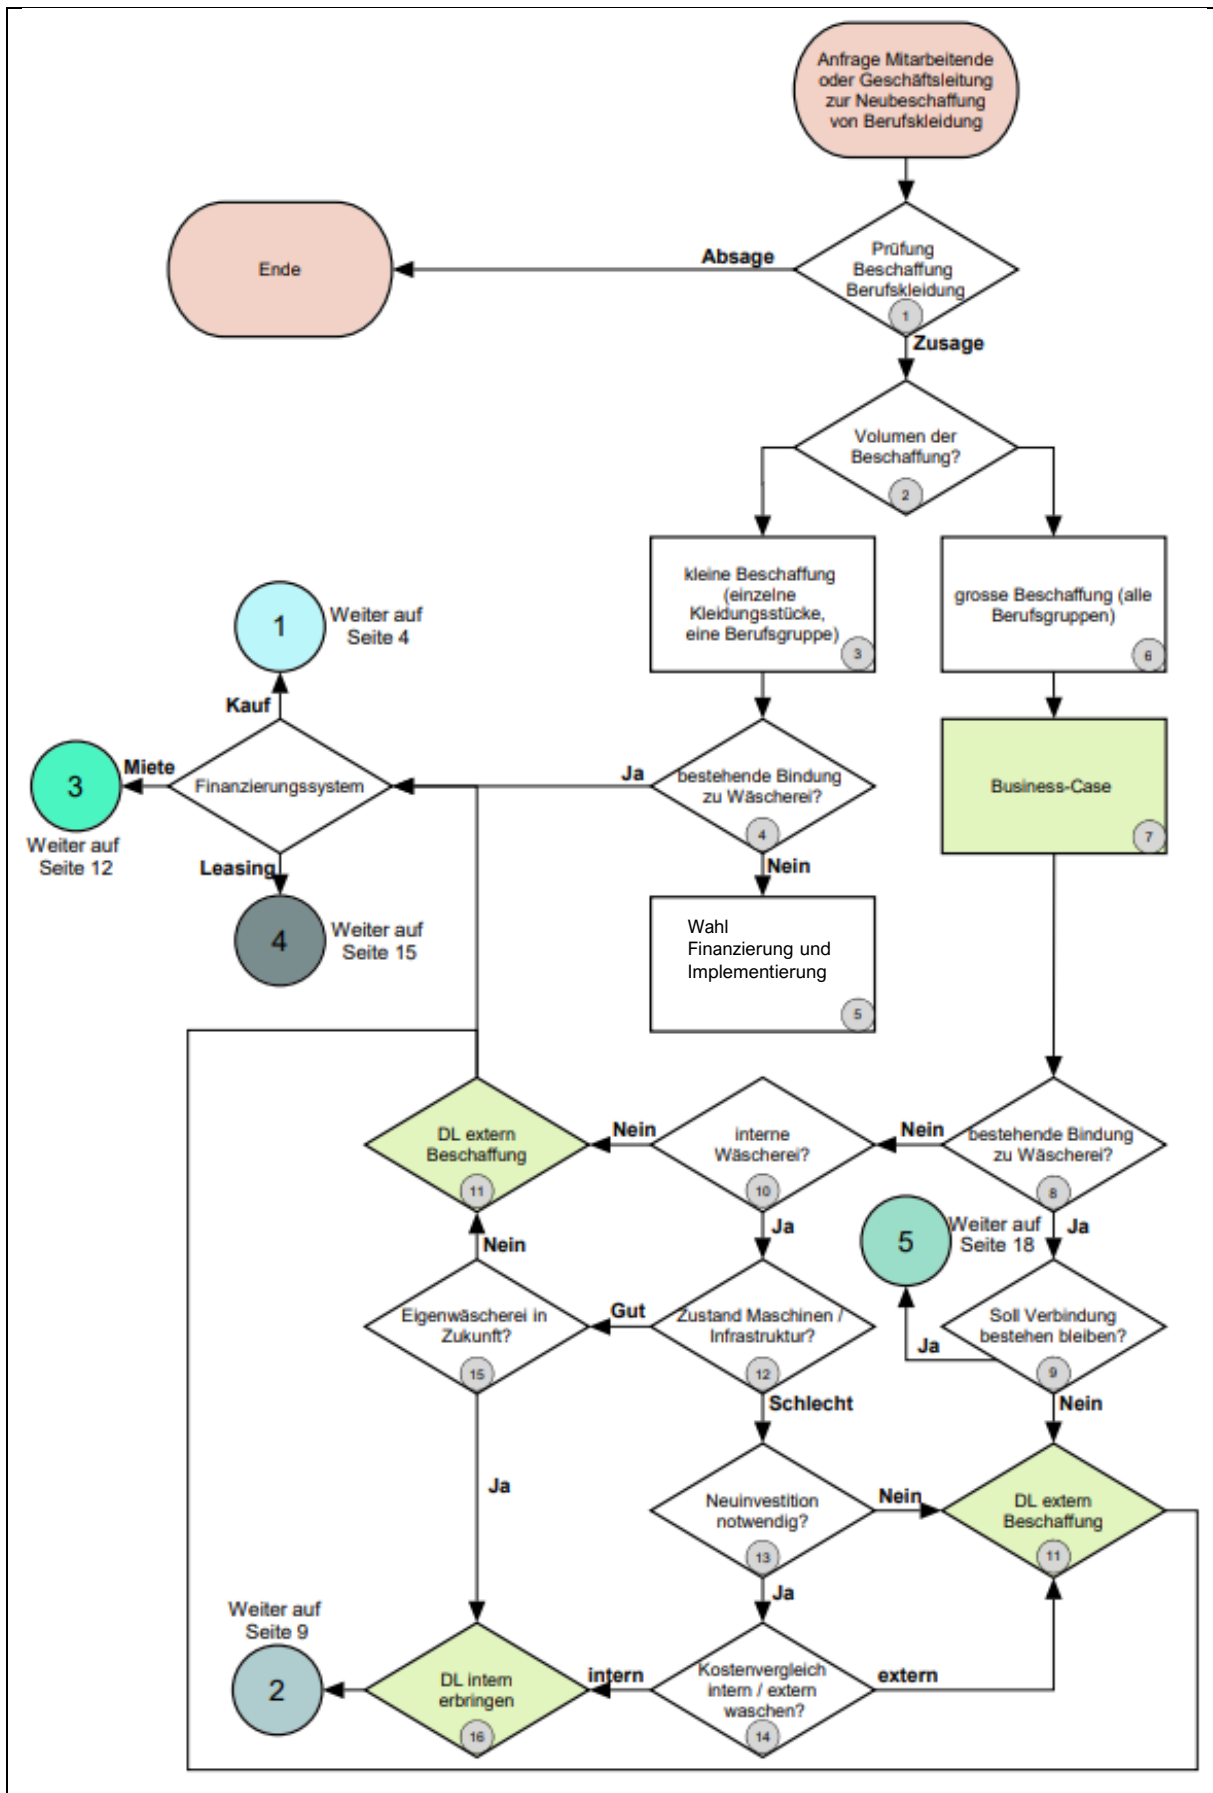 Anfrage Mitarbeitende
oder Geschäftsleitung
zur Neubeschaffung
von Berufskleidung
Ende
Absage
Prüfung
Beschaffung
Berufskleidung
1
Zusage
Volumen der
Beschaffung?
2
kleine Beschaffung
(einzelne
Kleidungsstücke,
eine Berufsgruppe)
3
grosse Beschaffung (alle
Berufsgruppen)
6
1
Weiter auf
Seite 4
Kauf
3
Miete
Weiter auf
Seite 12
Finanzierungssystem
Leasing
4
Weiter auf
Seite 15
Ja
bestehende Bindung
zu Wäscherei?
4
Nein
Business-Case
7
Wahl
Finanzierung und
Implementierung
5
DL extern
Beschaffung
11
Nein
interne
Wäscherei?
10
Nein
bestehende Bindung
zu Wäscherei?
8
Ja
Ja
5
Weiter auf
Seite 18
Nein
Eigenwäscherei in
Zukunft?
15
Gut
Zustand Maschinen /
Infrastruktur?
12
Soll Verbindung
bestehen bleiben?
9
Ja
Schlecht
Nein
Ja
Neuinvestition
notwendig?
13
Nein
DL extern
Beschaffung
11
Ja
Weiter auf
Seite 9
2
DL intern
erbringen
16
intern
Kostenvergleich
intern / extern
waschen?
14
extern